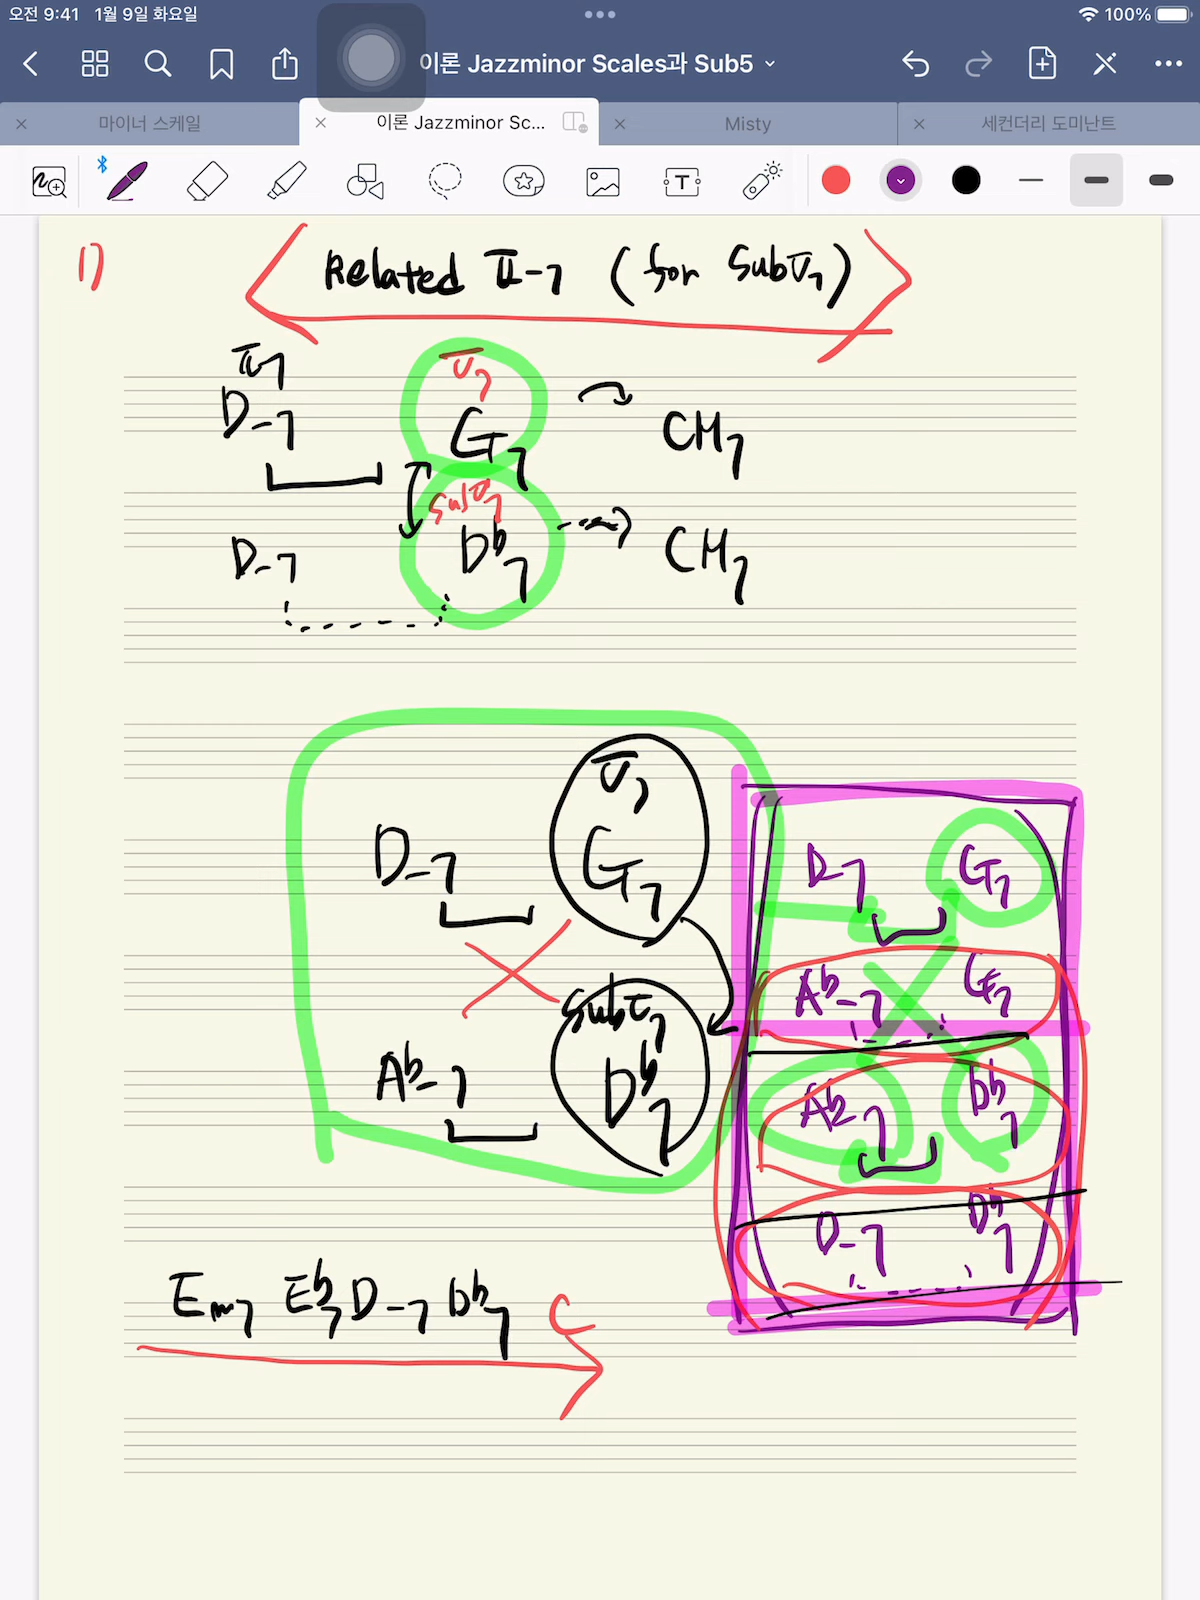 오전 9:41 1월 9일 화요일 100%
이론 Jazzminor Scales과 Sub5
마이너 스케일 이론 Jazzminor Sc... Misty 세컨더리 도미넌트
T
1)
Related II-7 (for SubV7)
II-7 V7
D-7 G7 CM7
SubV7
D-7 Db7 CM7
V7
D-7 G7
D-7 G7
Ab-7 G7
SubV7
Ab-7 Db7
Ab-7 Db7
D-7 Db7
Em7 Eb7 D-7 Db7 C